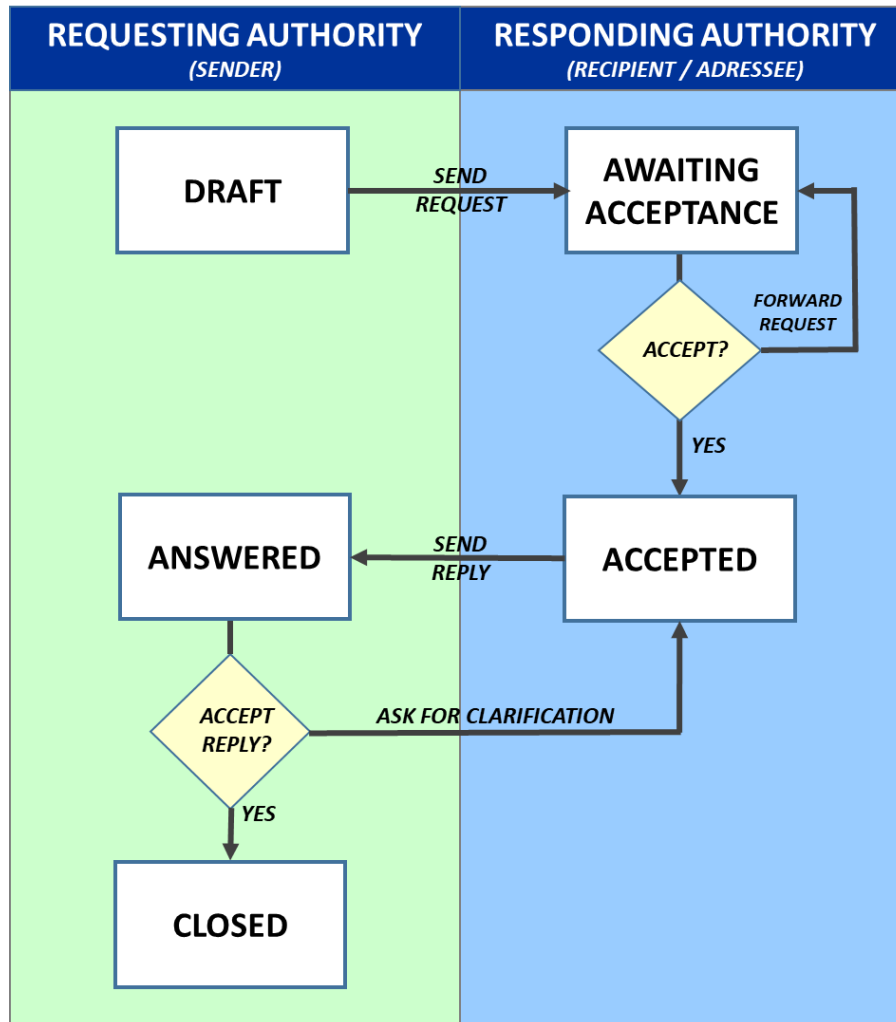 REQUESTING AUTHORITY
(SENDER)
RESPONDING AUTHORITY
(RECIPIENT / ADRESSEE)
DRAFT
SEND
REQUEST
AWAITING
ACCEPTANCE
FORWARD
REQUEST
ACCEPT?
YES
ANSWERED
SEND
REPLY
ACCEPTED
ACCEPT
REPLY?
ASK FOR CLARIFICATION
YES
CLOSED